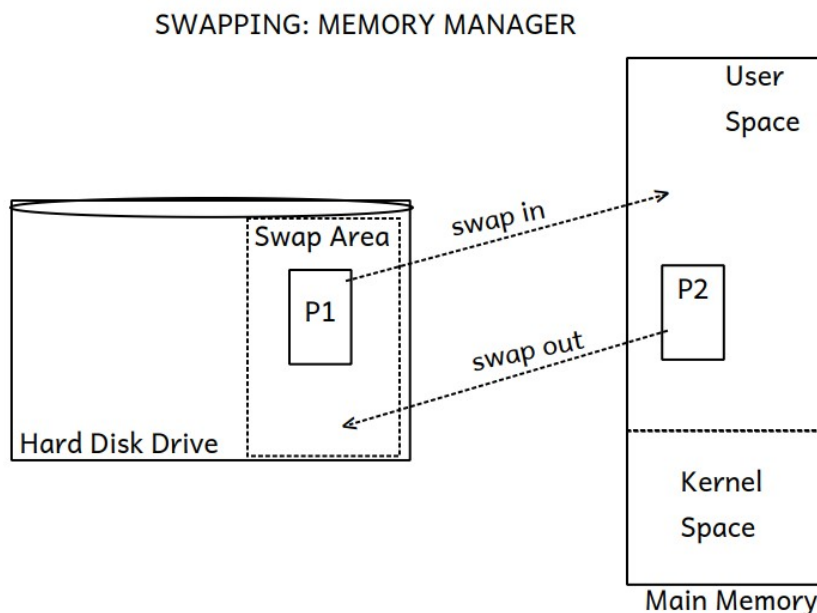 SWAPPING: MEMORY MANAGER
User
Space
swap in
Swap Area
P1
P2
swap out
Hard Disk Drive
Kernel
Space
Main Memory